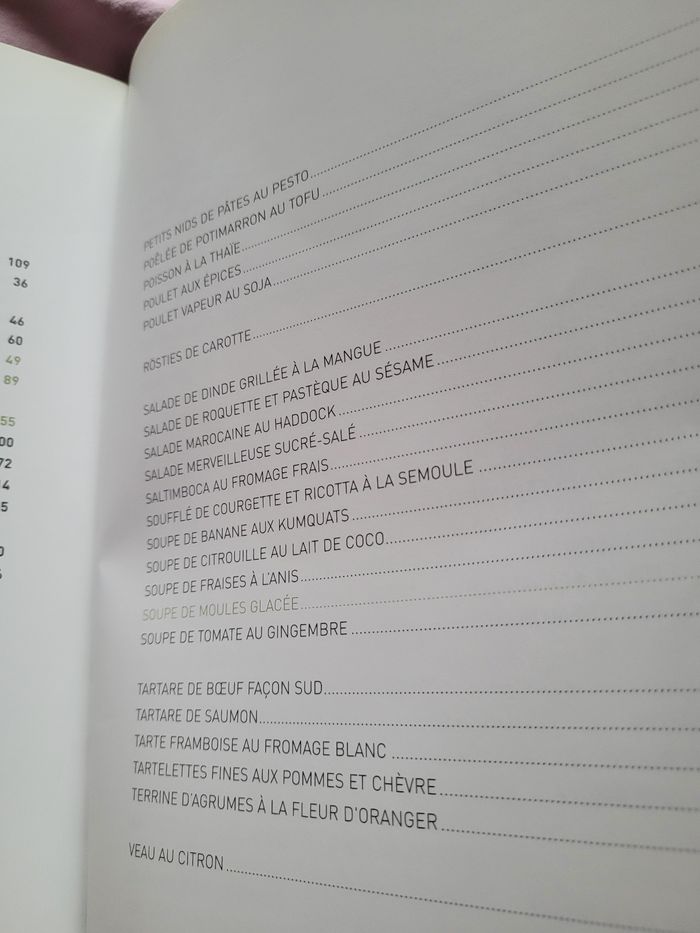 109
36
46
60
49
89
55
00
72
14
5
PETITS NIDS DE PÂTES AU PESTO
POÊLÉE DE POTIMARRON AU TOFU
POISSON À LA THAÏE
POULET AUX ÉPICES
POULET VAPEUR AU SOJA
RÖSTIES DE CAROTTE
SALADE DE DINDE GRILLÉE À LA MANGUE
SALADE DE ROQUETTE ET PASTÈQUE AU SÉSAME
SALADE MAROCAINE AU HADDOCK
SALADE MERVEILLEUSE SUCRÉ-SALÉ
SALTIMBOCA AU FROMAGE FRAIS
SOUFFLÉ DE COURGETTE ET RICOTTA À LA SEMOULE
SOUPE DE BANANE AUX KUMQUATS
SOUPE DE CITROUILLE AU LAIT DE COCO
SOUPE DE FRAISES À L'ANIS
SOUPE DE MOULES GLACÉE
SOUPE DE TOMATE AU GINGEMBRE
TARTARE DE BŒUF FAÇON SUD
TARTARE DE SAUMON
TARTE FRAMBOISE AU FROMAGE BLANC
TARTELETTES FINES AUX POMMES ET CHÈVRE
TERRINE D'AGRUMES À LA FLEUR D'ORANGER
VEAU AU CITRON